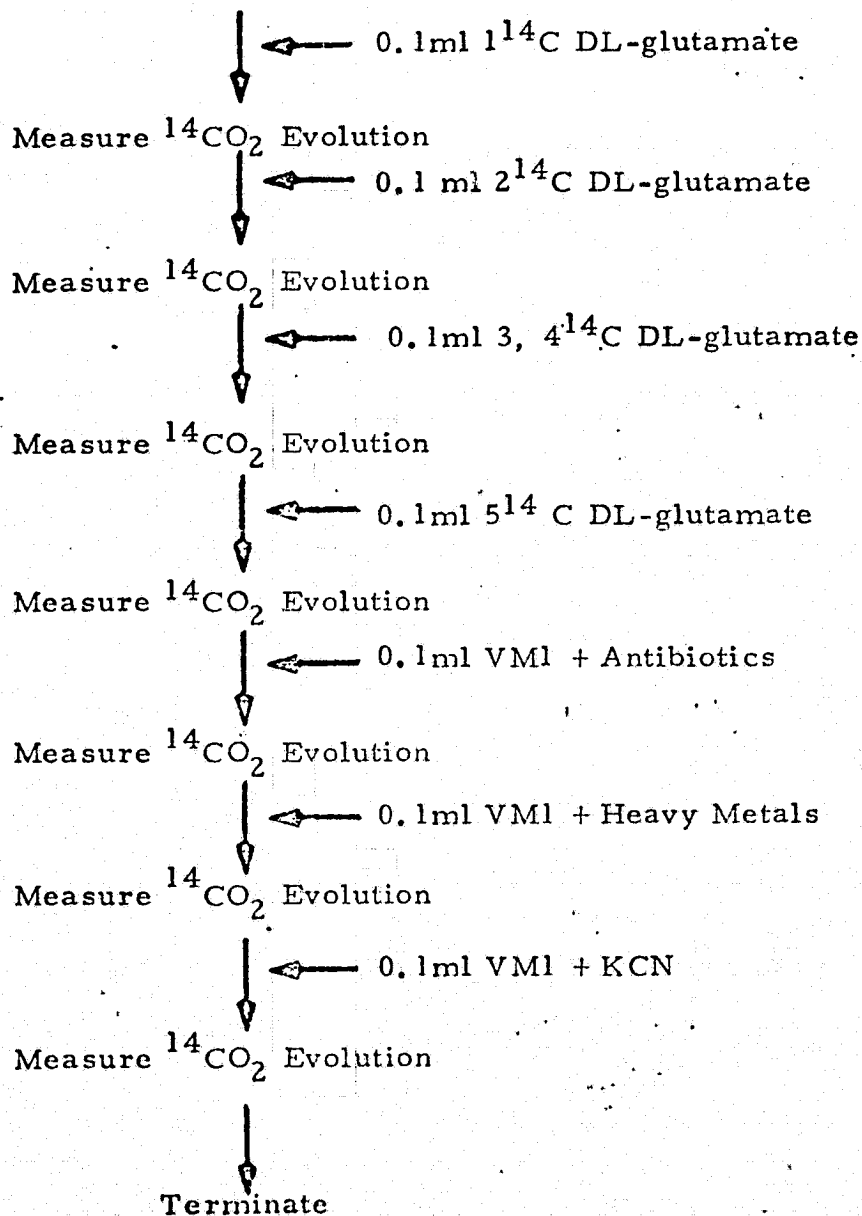 0.1ml 1¹⁴C DL-glutamate
Measure ¹⁴CO₂ Evolution
0.1 ml 2¹⁴C DL-glutamate
Measure ¹⁴CO₂ Evolution
0.1ml 3, 4¹⁴C DL-glutamate
Measure ¹⁴CO₂ Evolution
0.1ml 5¹⁴ C DL-glutamate
Measure ¹⁴CO₂ Evolution
0.1ml VM1 + Antibiotics
Measure ¹⁴CO₂ Evolution
0.1ml VM1 + Heavy Metals
Measure ¹⁴CO₂ Evolution
0.1ml VM1 + KCN
Measure ¹⁴CO₂ Evolution
Terminate